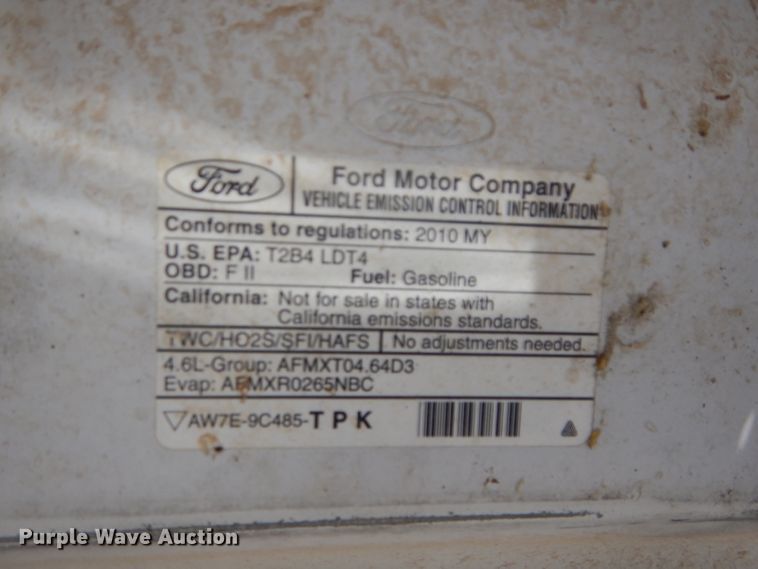 Ford
Ford
Ford Motor Company
VEHICLE EMISSION CONTROL INFORMATION
Conforms to regulations: 2010 MY
U.S. EPA: T2B4 LDT4
OBD: F II Fuel: Gasoline
California: Not for sale in states with
California emissions standards.
TWC/HO2S/SFI/HAFS No adjustments needed.
4.6L-Group: AFMXT04.64D3
Evap: AFMXR0265NBC
AW7E-9C485-TPK
Purple Wave Auction